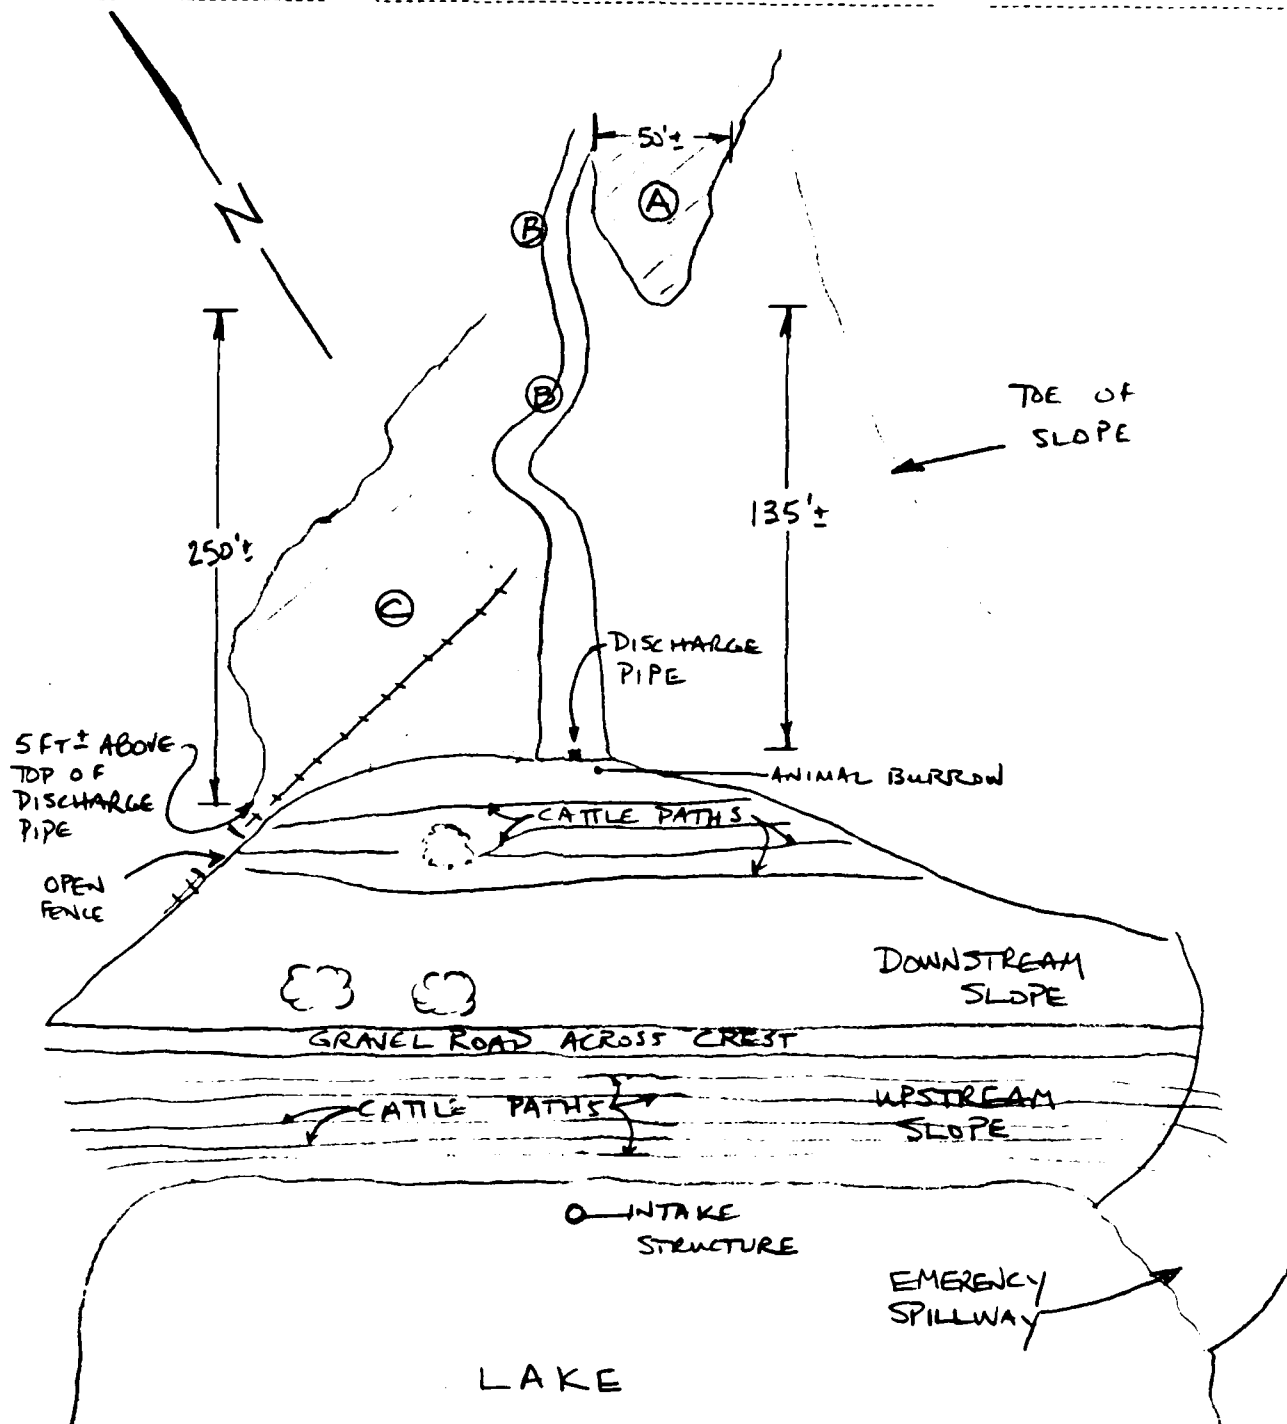 50'±
A
B
N
B
TOE OF
SLOPE
135'±
250'±
C
DISCHARGE
PIPE
5 FT± ABOVE
TOP OF
DISCHARGE
PIPE
ANIMAL BURROW
CATTLE PATHS
OPEN
FENCE
DOWNSTREAM
SLOPE
GRAVEL ROAD ACROSS CREST
CATTLE PATHS
UPSTREAM
SLOPE
INTAKE
STRUCTURE
EMERENCY
SPILLWAY
LAKE